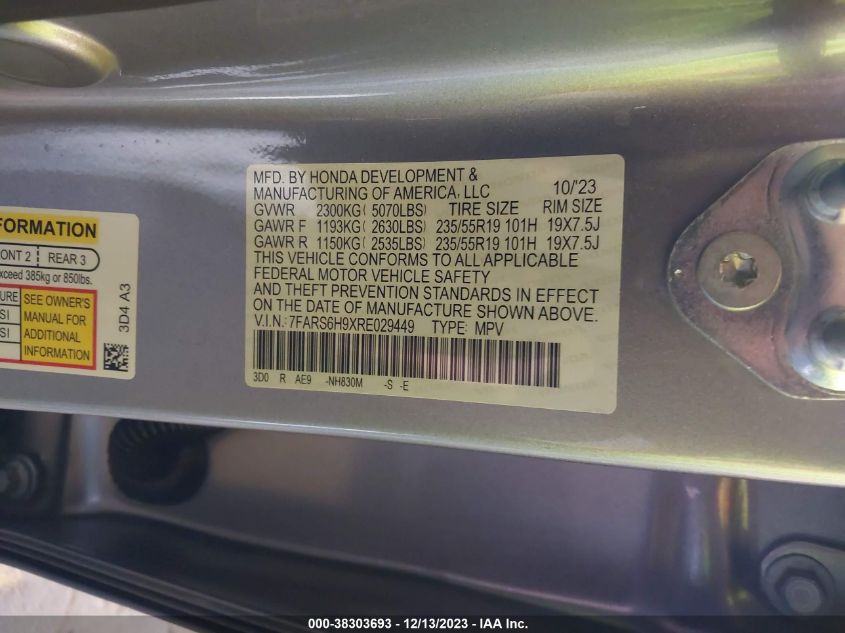 FORMATION
ONT 2 REAR 3
xceed 385kg or 850lbs.
URE
SI
SI
SEE OWNER'S
MANUAL FOR
ADDITIONAL
INFORMATION
3D4 A3
MFD. BY HONDA DEVELOPMENT &
MANUFACTURING OF AMERICA, LLC 10/'23
GVWR 2300KG( 5070LBS) TIRE SIZE RIM SIZE
GAWR F 1193KG( 2630LBS) 235/55R19 101H 19X7.5J
GAWR R 1150KG( 2535LBS) 235/55R19 101H 19X7.5J
THIS VEHICLE CONFORMS TO ALL APPLICABLE
FEDERAL MOTOR VEHICLE SAFETY
AND THEFT PREVENTION STANDARDS IN EFFECT
ON THE DATE OF MANUFACTURE SHOWN ABOVE.
V.I.N.: 7FARS6H9XRE029449 TYPE: MPV
3D0 R AE9 -NH830M -S -E
000-38303693 - 12/13/2023 - IAA Inc.